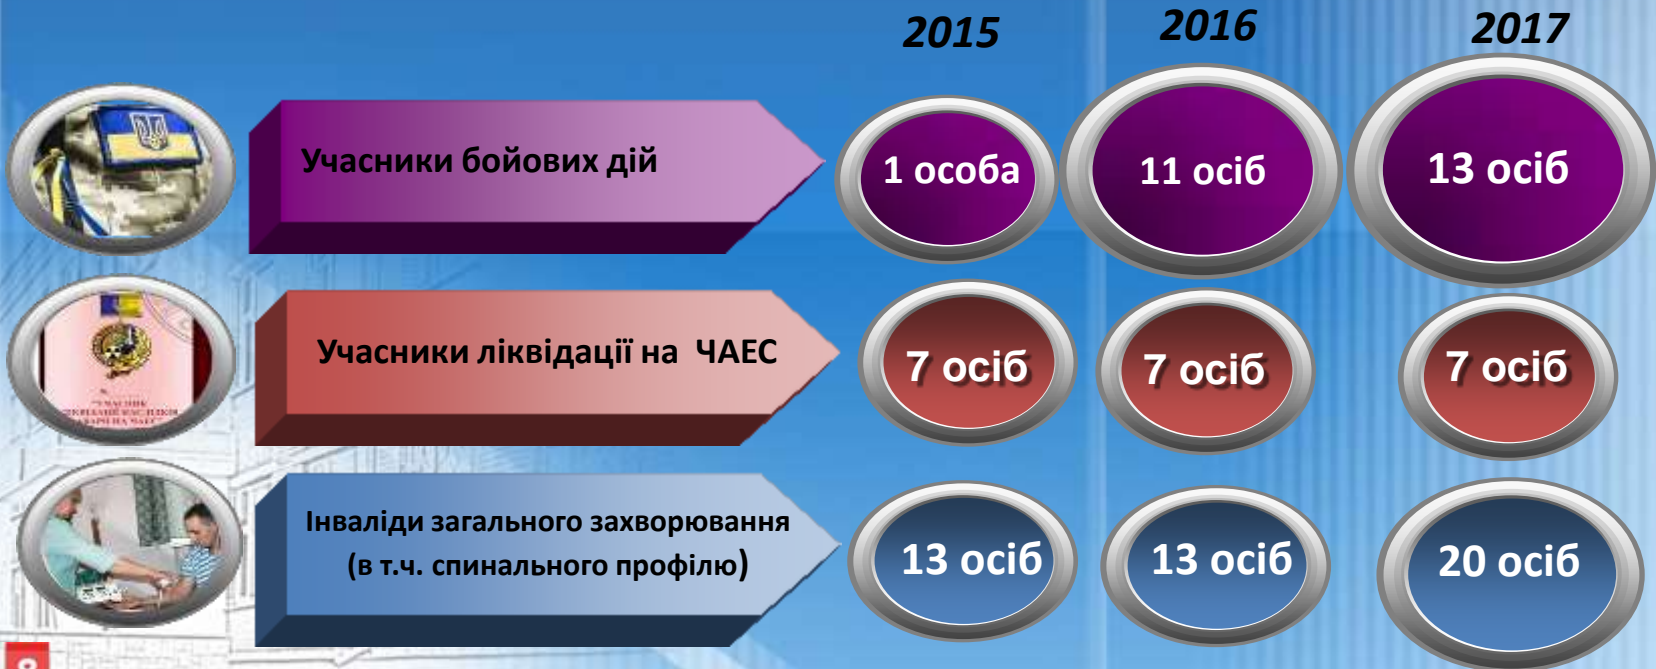 2015 2016 2017
Учасники бойових дій
1 особа 11 осіб 13 осіб
Учасники ліквідації на ЧАЕС
7 осіб 7 осіб 7 осіб
Інваліди загального захворювання
(в т.ч. спинального профілю)
13 осіб 13 осіб 20 осіб